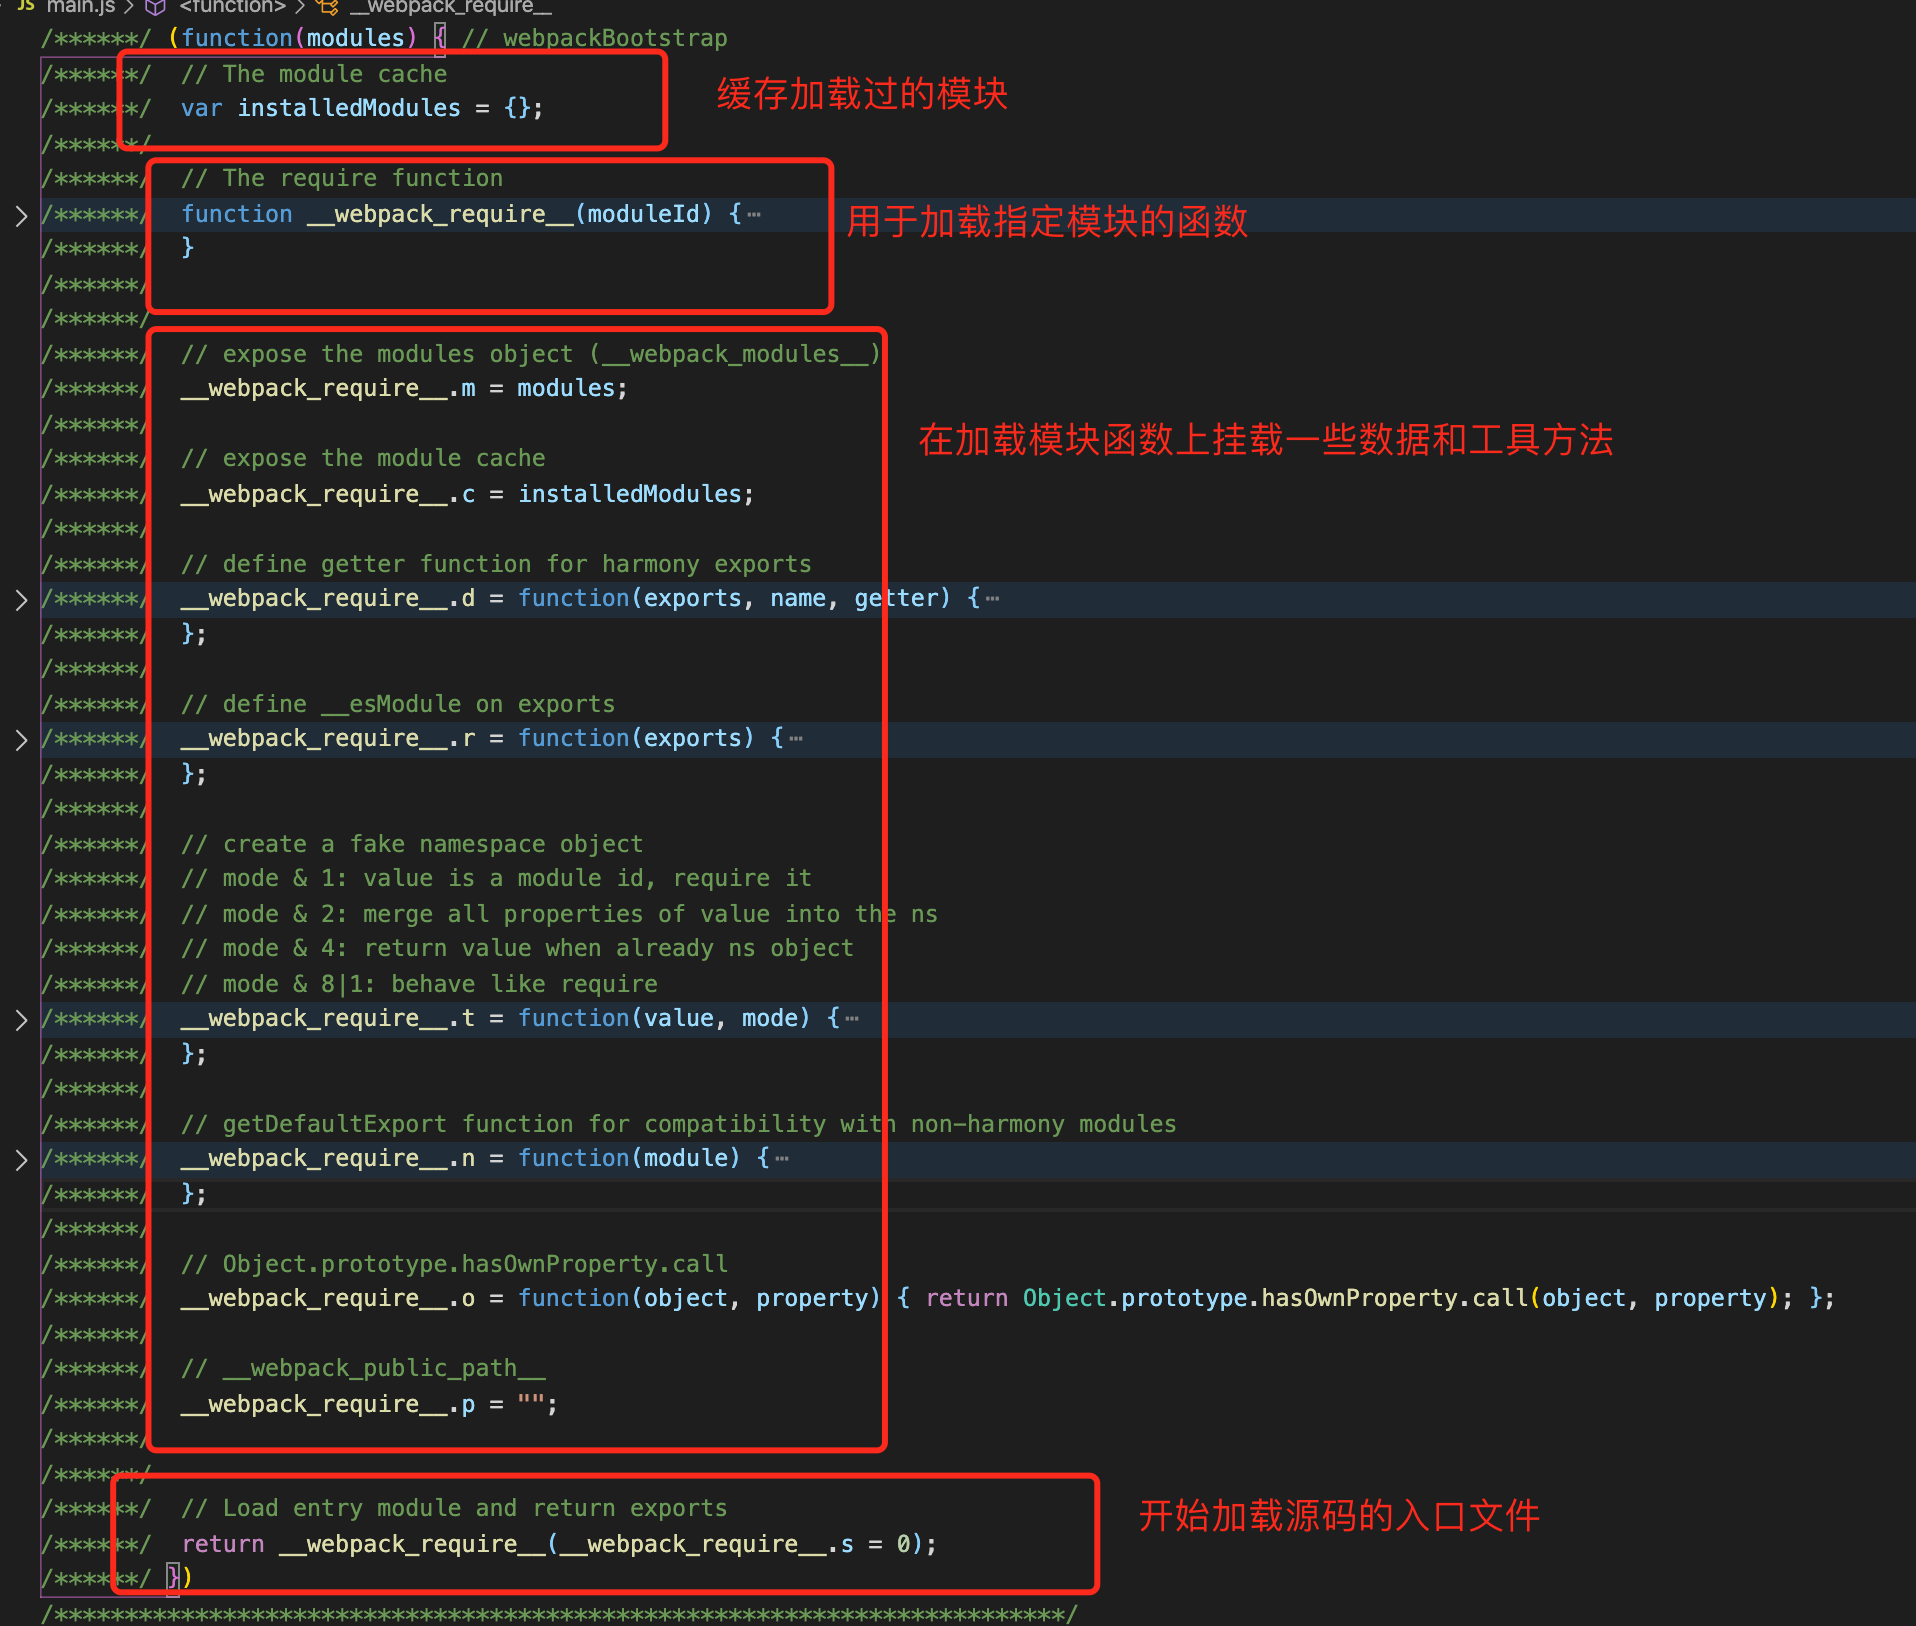 JS main.js > <function> > __webpack_require__
/******/ (function(modules) { // webpackBootstrap
/******/ // The module cache
缓存加载过的模块
/******/ var installedModules = {};
/******/
/******/ // The require function
/******/ function __webpack_require__(moduleId) {⋯
用于加载指定模块的函数
/******/ }
/******/
/******/
/******/ // expose the modules object (__webpack_modules__)
/******/ __webpack_require__.m = modules;
/******/
在加载模块函数上挂载一些数据和工具方法
/******/ // expose the module cache
/******/ __webpack_require__.c = installedModules;
/******/
/******/ // define getter function for harmony exports
/******/ __webpack_require__.d = function(exports, name, getter) {⋯
/******/ };
/******/
/******/ // define __esModule on exports
/******/ __webpack_require__.r = function(exports) {⋯
/******/ };
/******/
/******/ // create a fake namespace object
/******/ // mode & 1: value is a module id, require it
/******/ // mode & 2: merge all properties of value into the ns
/******/ // mode & 4: return value when already ns object
/******/ // mode & 8|1: behave like require
/******/ __webpack_require__.t = function(value, mode) {⋯
/******/ };
/******/
/******/ // getDefaultExport function for compatibility with non-harmony modules
/******/ __webpack_require__.n = function(module) {⋯
/******/ };
/******/
/******/ // Object.prototype.hasOwnProperty.call
/******/ __webpack_require__.o = function(object, property) { return Object.prototype.hasOwnProperty.call(object, property); };
/******/
/******/ // __webpack_public_path__
/******/ __webpack_require__.p = "";
/******/
/******/
/******/ // Load entry module and return exports
开始加载源码的入口文件
/******/ return __webpack_require__(__webpack_require__.s = 0);
/******/ })
/************************************************************************/